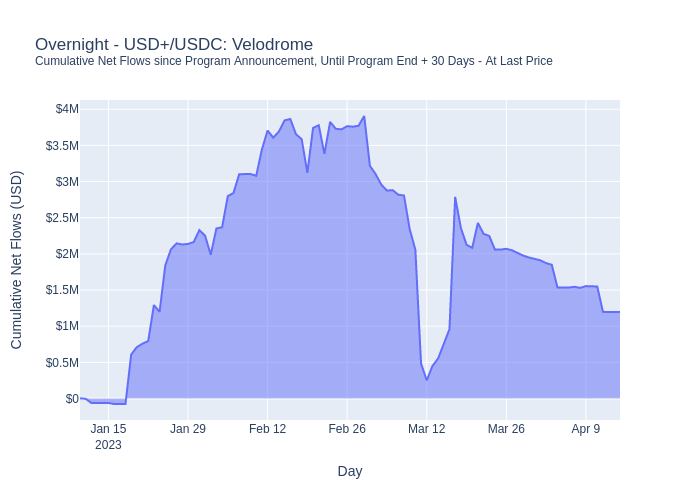 Overnight - USD+/USDC: Velodrome
Cumulative Net Flows since Program Announcement, Until Program End + 30 Days - At Last Price
Cumulative Net Flows (USD)
$4M
$3.5M
$3M
$2.5M
$2M
$1.5M
$1M
$0.5M
$0
Jan 15
2023
Jan 29
Feb 12
Feb 26
Mar 12
Mar 26
Apr 9
Day